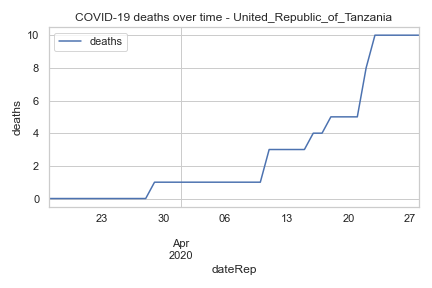 COVID-19 deaths over time - United_Republic_of_Tanzania
deaths
10
8
6
4
2
0
deaths
23
30
06
13
20
27
Apr
2020
dateRep